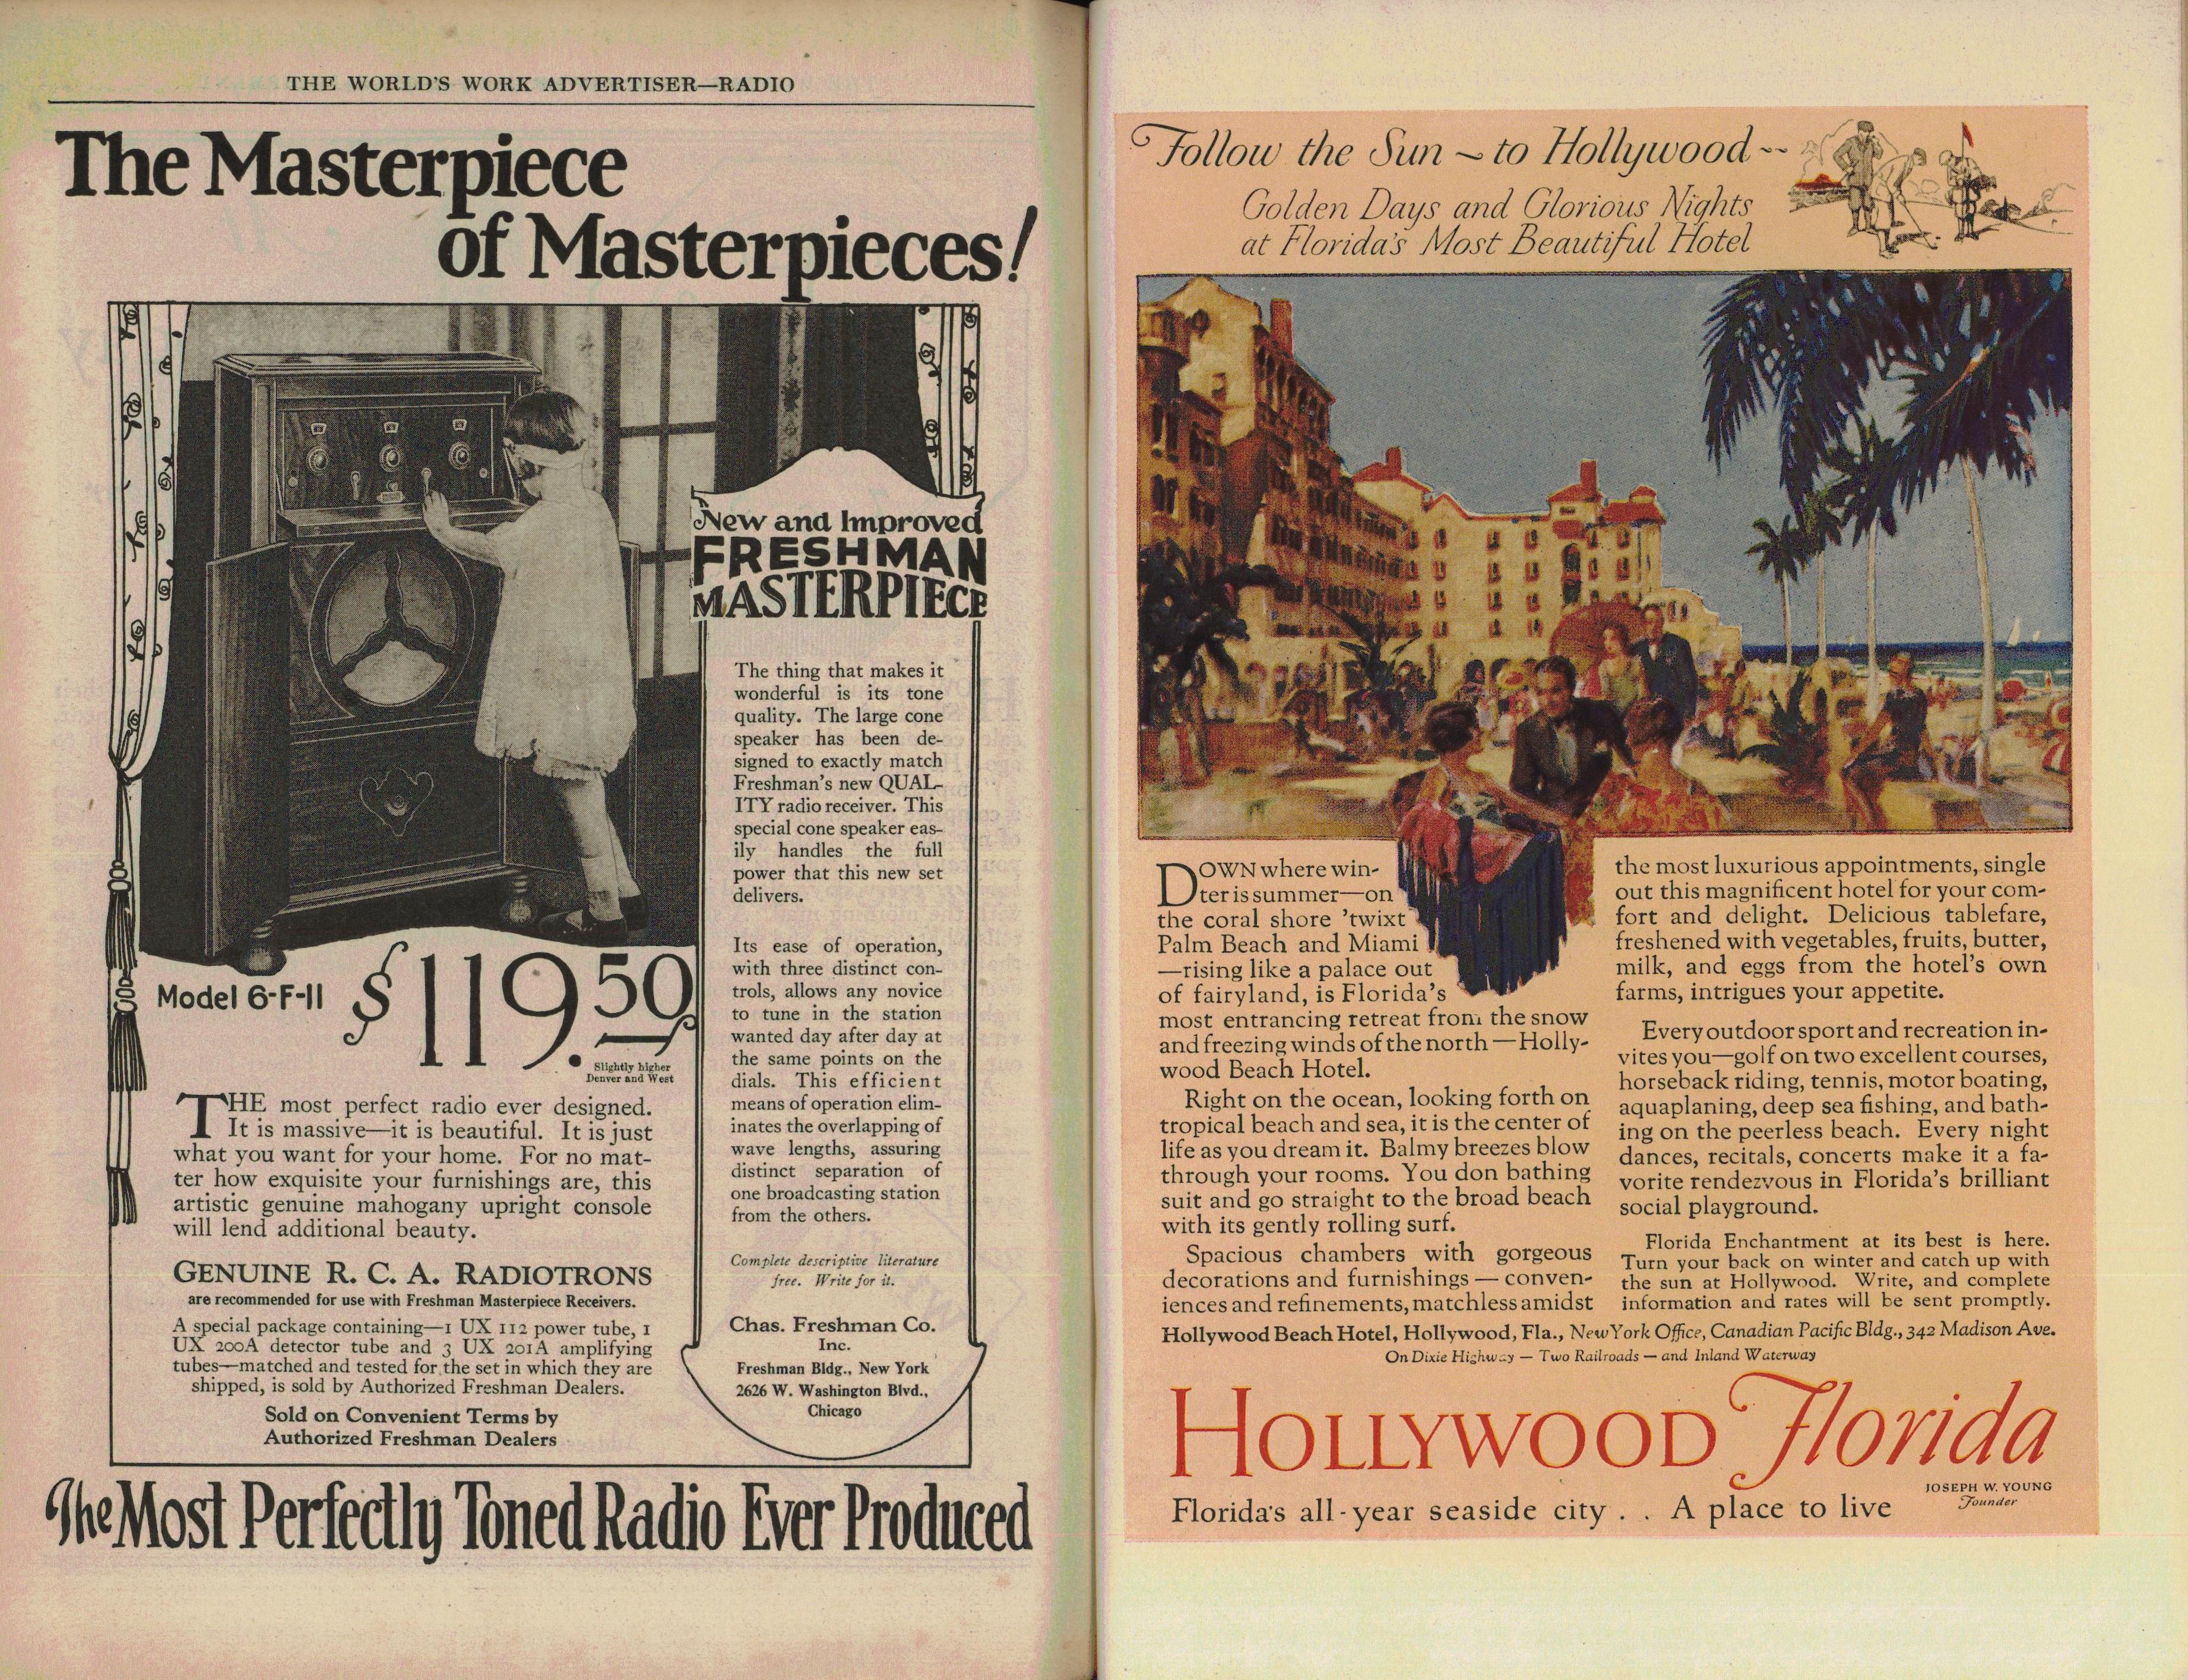 THE WORLD'S WORK ADVERTISER—RADIO
The Masterpiece
of Masterpieces!
New and Improved
FRESHMAN
MASTERPIECE
The thing that makes it
wonderful is its tone
quality. The large cone
speaker has been de-
signed to exactly match
Freshman's new QUAL-
ITY radio receiver. This
special cone speaker eas-
ily handles the full
power that this new set
delivers.
Its ease of operation,
with three distinct con-
trols, allows any novice
to tune in the station
wanted day after day at
the same points on the
dials. This efficient
means of operation elim-
inates the overlapping of
wave lengths, assuring
distinct separation of
one broadcasting station
from the others.
Complete descriptive literature
free. Write for it.
Chas. Freshman Co.
Inc.
Freshman Bldg., New York
2626 W. Washington Blvd.,
Chicago
Model 6-F-11 $119.50
Slightly higher
Denver and West
THE most perfect radio ever designed.
It is massive—it is beautiful. It is just
what you want for your home. For no mat-
ter how exquisite your furnishings are, this
artistic genuine mahogany upright console
will lend additional beauty.
GENUINE R. C. A. RADIOTRONS
are recommended for use with Freshman Masterpiece Receivers.
A special package containing—1 UX 112 power tube, 1
UX 200A detector tube and 3 UX 201A amplifying
tubes—matched and tested for the set in which they are
shipped, is sold by Authorized Freshman Dealers.
Sold on Convenient Terms by
Authorized Freshman Dealers
The Most Perfectly Toned Radio Ever Produced
Follow the Sun ~ to Hollywood ~~
Golden Days and Glorious Nights
at Florida's Most Beautiful Hotel
DOWN where win-
ter is summer—on
the coral shore 'twixt
Palm Beach and Miami
—rising like a palace out
of fairyland, is Florida's
most entrancing retreat from the snow
and freezing winds of the north—Holly-
wood Beach Hotel.
Right on the ocean, looking forth on
tropical beach and sea, it is the center of
life as you dream it. Balmy breezes blow
through your rooms. You don bathing
suit and go straight to the broad beach
with its gently rolling surf.
Spacious chambers with gorgeous
decorations and furnishings — conven-
iences and refinements, matchless amidst
the most luxurious appointments, single
out this magnificent hotel for your com-
fort and delight. Delicious tablefare,
freshened with vegetables, fruits, butter,
milk, and eggs from the hotel's own
farms, intrigues your appetite.
Every outdoor sport and recreation in-
vites you—golf on two excellent courses,
horseback riding, tennis, motor boating,
aquaplaning, deep sea fishing, and bath-
ing on the peerless beach. Every night
dances, recitals, concerts make it a fa-
vorite rendezvous in Florida's brilliant
social playground.
Florida Enchantment at its best is here.
Turn your back on winter and catch up with
the sun at Hollywood. Write, and complete
information and rates will be sent promptly.
Hollywood Beach Hotel, Hollywood, Fla., New York Office, Canadian Pacific Bldg., 342 Madison Ave.
On Dixie Highway — Two Railroads — and Inland Waterway
HOLLYWOOD Florida
JOSEPH W. YOUNG
Founder
Florida's all-year seaside city . . A place to live